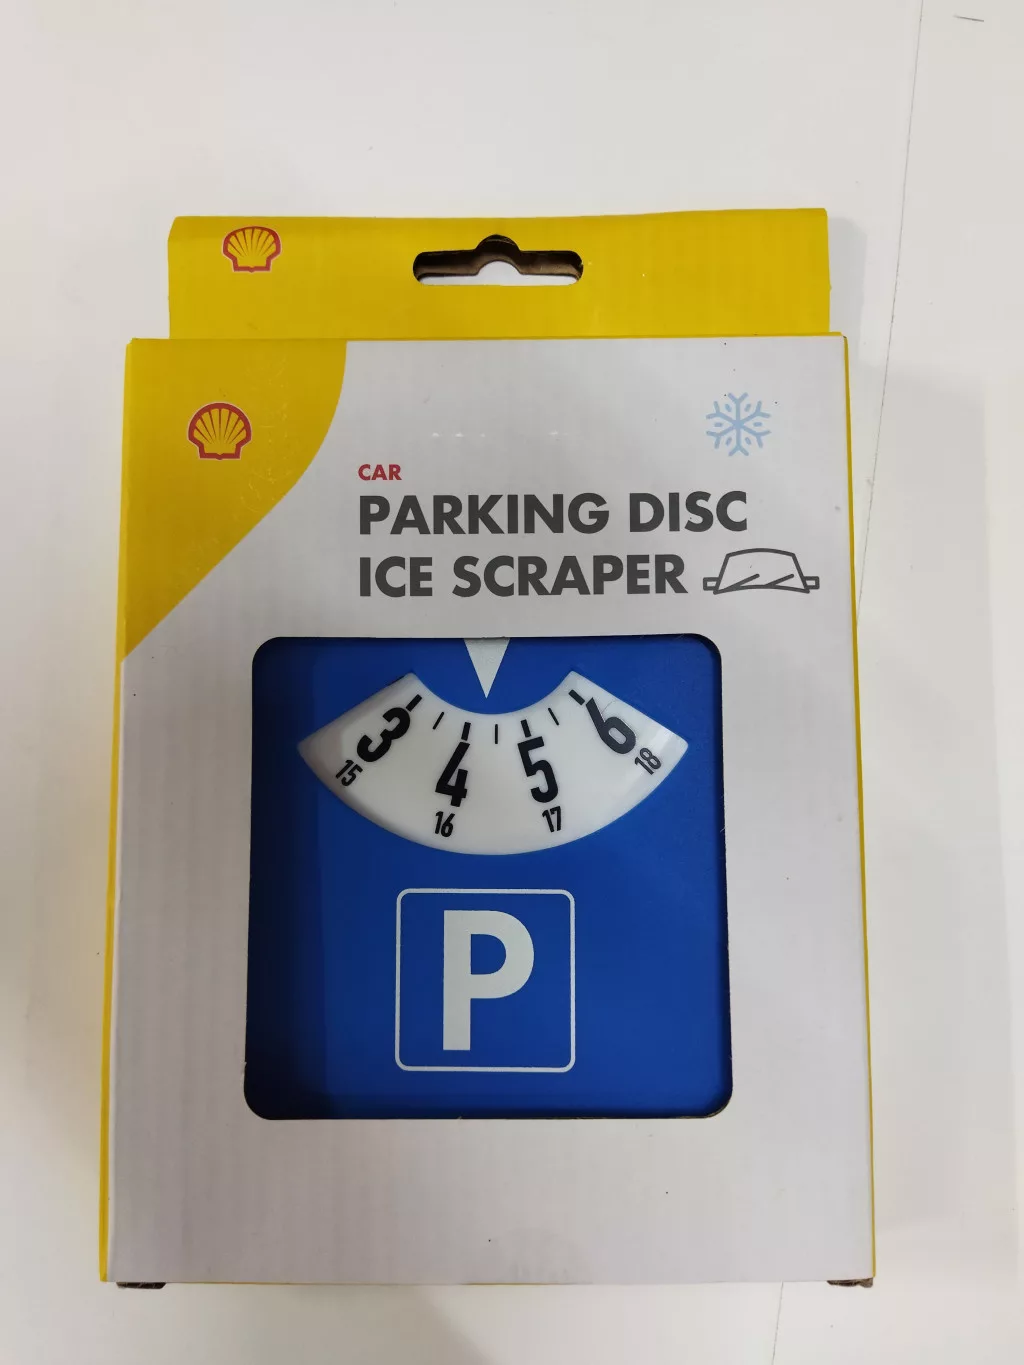 CAR
PARKING DISC
ICE SCRAPER
3 4 5 6
15 16 17 18
P